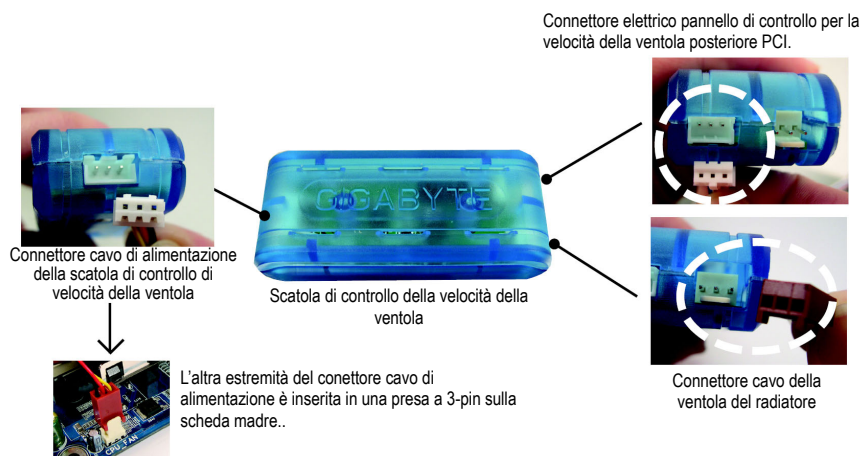 Connettore elettrico pannello di controllo per la
velocità della ventola posteriore PCI.
GIGABYTE
Connettore cavo di alimentazione
della scatola di controllo di
velocità della ventola
Scatola di controllo della velocità della
ventola
L'altra estremità del conettore cavo di
alimentazione è inserita in una presa a 3-pin sulla
scheda madre..
CPU_FAN
Connettore cavo della
ventola del radiatore